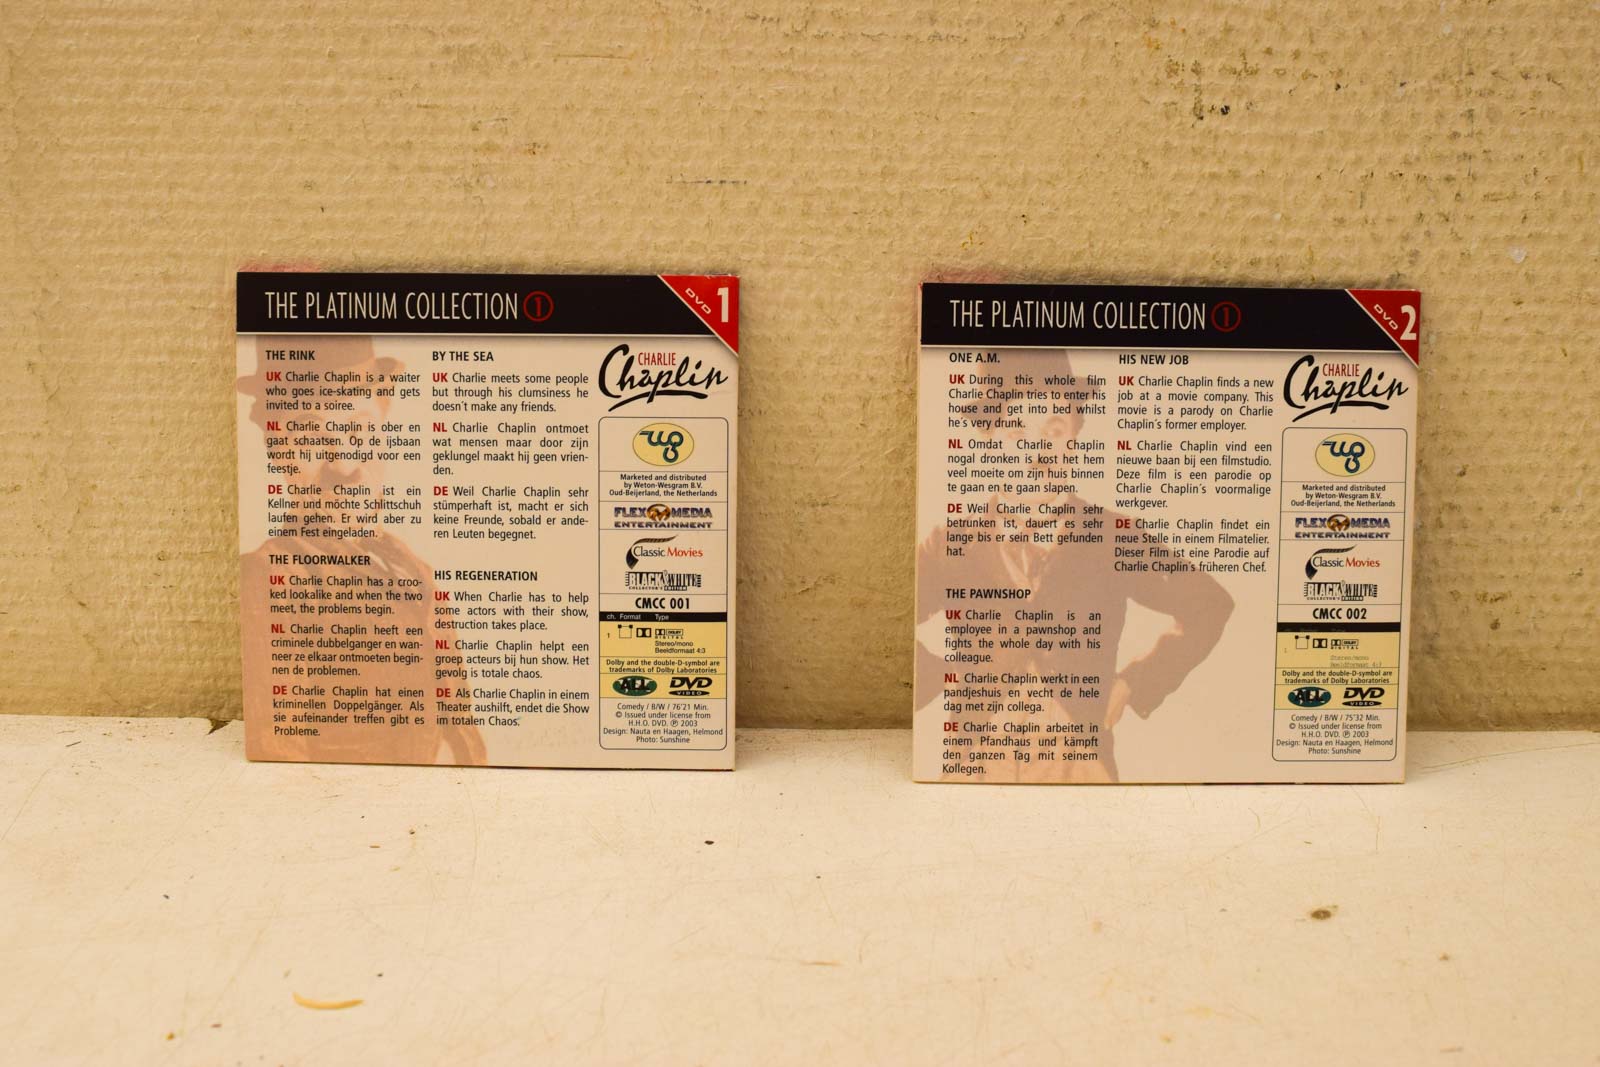 THE PLATINUM COLLECTION 1
DVD 1
THE RINK
UK Charlie Chaplin is a waiter
who goes ice-skating and gets
invited to a soiree.
NL Charlie Chaplin is ober en
gaat schaatsen. Op de ijsbaan
wordt hij uitgenodigd voor een
feestje.
DE Charlie Chaplin ist ein
Kellner und möchte Schlittschuh
laufen gehen. Er wird aber zu
einem Fest eingeladen.
THE FLOORWALKER
UK Charlie Chaplin has a croo-
ked lookalike and when the two
meet, the problems begin.
NL Charlie Chaplin heeft een
criminele dubbelganger en wan-
neer ze elkaar ontmoeten begin-
nen de problemen.
DE Charlie Chaplin hat einen
kriminellen Doppelgänger. Als
sie aufeinander treffen gibt es
Probleme.
BY THE SEA
UK Charlie meets some people
but through his clumsiness he
doesn´t make any friends.
NL Charlie Chaplin ontmoet
wat mensen maar door zijn
geklungel maakt hij geen vrien-
den.
DE Weil Charlie Chaplin sehr
stümperhaft ist, macht er sich
keine Freunde, sobald er ande-
ren Leuten begegnet.
HIS REGENERATION
UK When Charlie has to help
some actors with their show,
destruction takes place.
NL Charlie Chaplin helpt een
groep acteurs bij hun show. Het
gevolg is totale chaos.
DE Als Charlie Chaplin in einem
Theater aushilft, endet die Show
im totalen Chaos.
CHARLIE
Chaplin
Marketed and distributed
by Weton-Wesgram B.V.
Oud-Beijerland, the Netherlands
FLEX MEDIA
ENTERTAINMENT
Classic Movies
BLACK & WHITE
COLLECTOR'S EDITION
CMCC 001
ch. Format Type
1 DOLBY
DIGITAL
Stereo/mono
Beeldformaat 4:3
Dolby and the double-D-symbol are
trademarks of Dolby Laboratories
ALL DVD
VIDEO
Comedy / B/W / 76'21 Min.
© Issued under license from
H.H.O. DVD. ℗ 2003
Design: Nauta en Haagen, Helmond
Photo: Sunshine
THE PLATINUM COLLECTION 1
DVD 2
ONE A.M.
UK During this whole film
Charlie Chaplin tries to enter his
house and get into bed whilst
he´s very drunk.
NL Omdat Charlie Chaplin
nogal dronken is kost het hem
veel moeite om zijn huis binnen
te gaan en te gaan slapen.
DE Weil Charlie Chaplin sehr
betrunken ist, dauert es sehr
lange bis er sein Bett gefunden
hat.
THE PAWNSHOP
UK Charlie Chaplin is an
employee in a pawnshop and
fights the whole day with his
colleague.
NL Charlie Chaplin werkt in een
pandjeshuis en vecht de hele
dag met zijn collega.
DE Charlie Chaplin arbeitet in
einem Pfandhaus und kämpft
den ganzen Tag mit seinem
Kollegen.
HIS NEW JOB
UK Charlie Chaplin finds a new
job at a movie company. This
movie is a parody on Charlie
Chaplin´s former employer.
NL Charlie Chaplin vind een
nieuwe baan bij een filmstudio.
Deze film is een parodie op
Charlie Chaplin´s voormalige
werkgever.
DE Charlie Chaplin findet ein
neue Stelle in einem Filmatelier.
Dieser Film ist eine Parodie auf
Charlie Chaplin´s früheren Chef.
CHARLIE
Chaplin
Marketed and distributed
by Weton-Wesgram B.V.
Oud-Beijerland, the Netherlands
FLEX MEDIA
ENTERTAINMENT
Classic Movies
BLACK & WHITE
COLLECTOR'S EDITION
CMCC 002
1 DOLBY
DIGITAL
Stereo/mono
Beeldformaat 4:3
Dolby and the double-D-symbol are
trademarks of Dolby Laboratories
ALL DVD
VIDEO
Comedy / B/W / 75'32 Min.
© Issued under license from
H.H.O. DVD. ℗ 2003
Design: Nauta en Haagen, Helmond
Photo: Sunshine